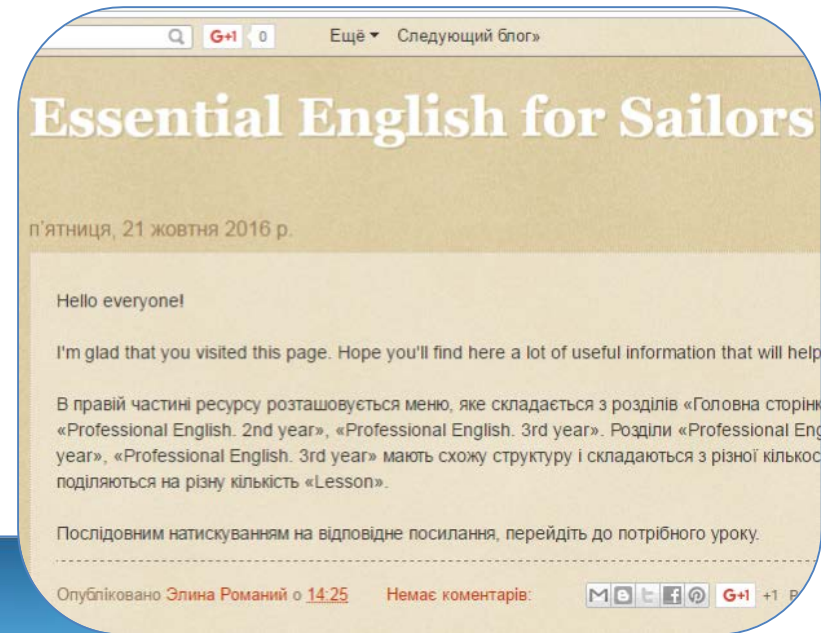 G+1 0 Ещё Следующий блог»
Essential English for Sailors
п'ятниця, 21 жовтня 2016 р.
Hello everyone!
I'm glad that you visited this page. Hope you'll find here a lot of useful information that will help
В правій частині ресурсу розташовується меню, яке складається з розділів «Головна сторінк
«Professional English. 2nd year», «Professional English. 3rd year». Розділи «Professional Eng
year», «Professional English. 3rd year» мають схожу структуру і складаються з різної кількос
поділяються на різну кількість «Lesson».
Послідовним натискуванням на відповідне посилання, перейдіть до потрібного уроку.
Опубліковано Элина Романий о 14:25 Немає коментарів: G+1 +1